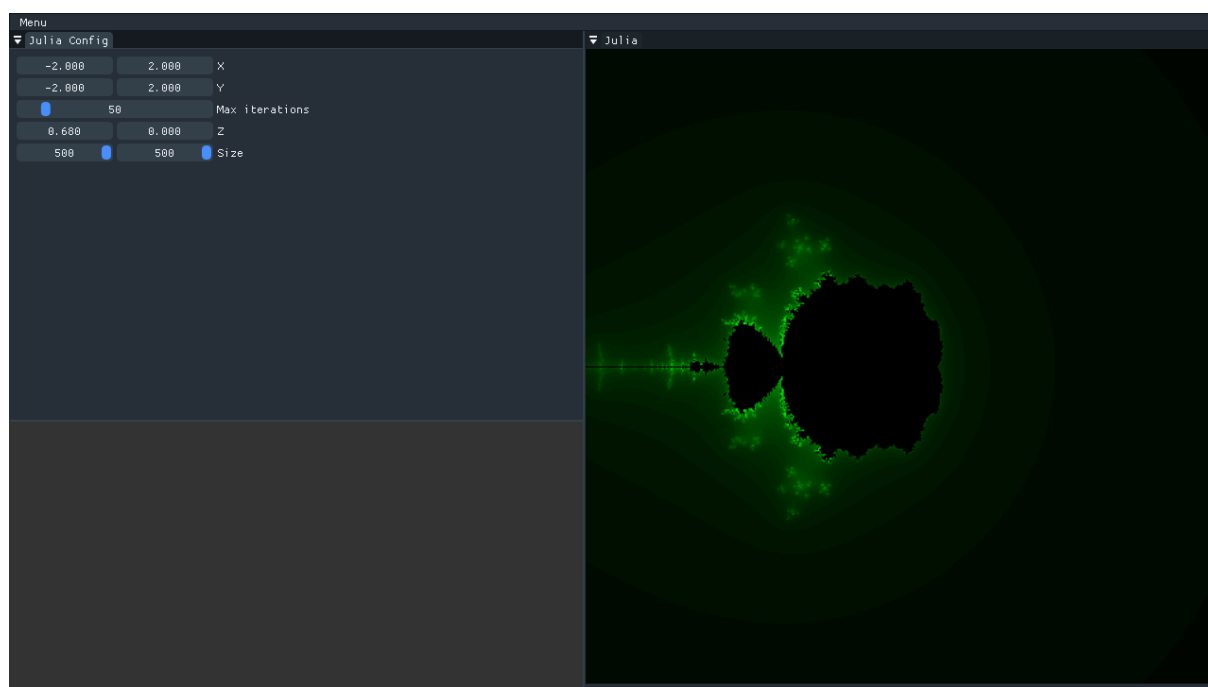 Menu
Julia Config
-2.000 2.000 X
-2.000 2.000 Y
50 Max iterations
0.680 0.000 Z
500 500 Size
Julia